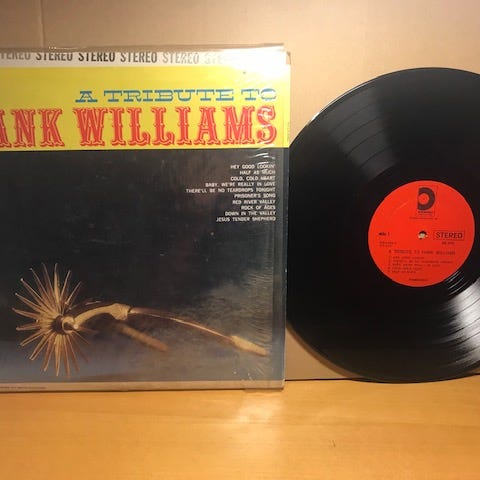 STEREO STEREO STEREO STEREO STEREO STEREO
A TRIBUTE TO
ANK WILLIAMS
HEY GOOD LOOKIN'
HALF AS MUCH
COLD, COLD HEART
BABY, WE'RE REALLY IN LOVE
THERE'LL BE NO TEARDROPS TONIGHT
PRISONER'S SONG
RED RIVER VALLEY
ROCK OF AGES
DOWN IN THE VALLEY
JESUS TENDER SHEPHERD
STEREO
A TRIBUTE TO HANK WILLIAMS